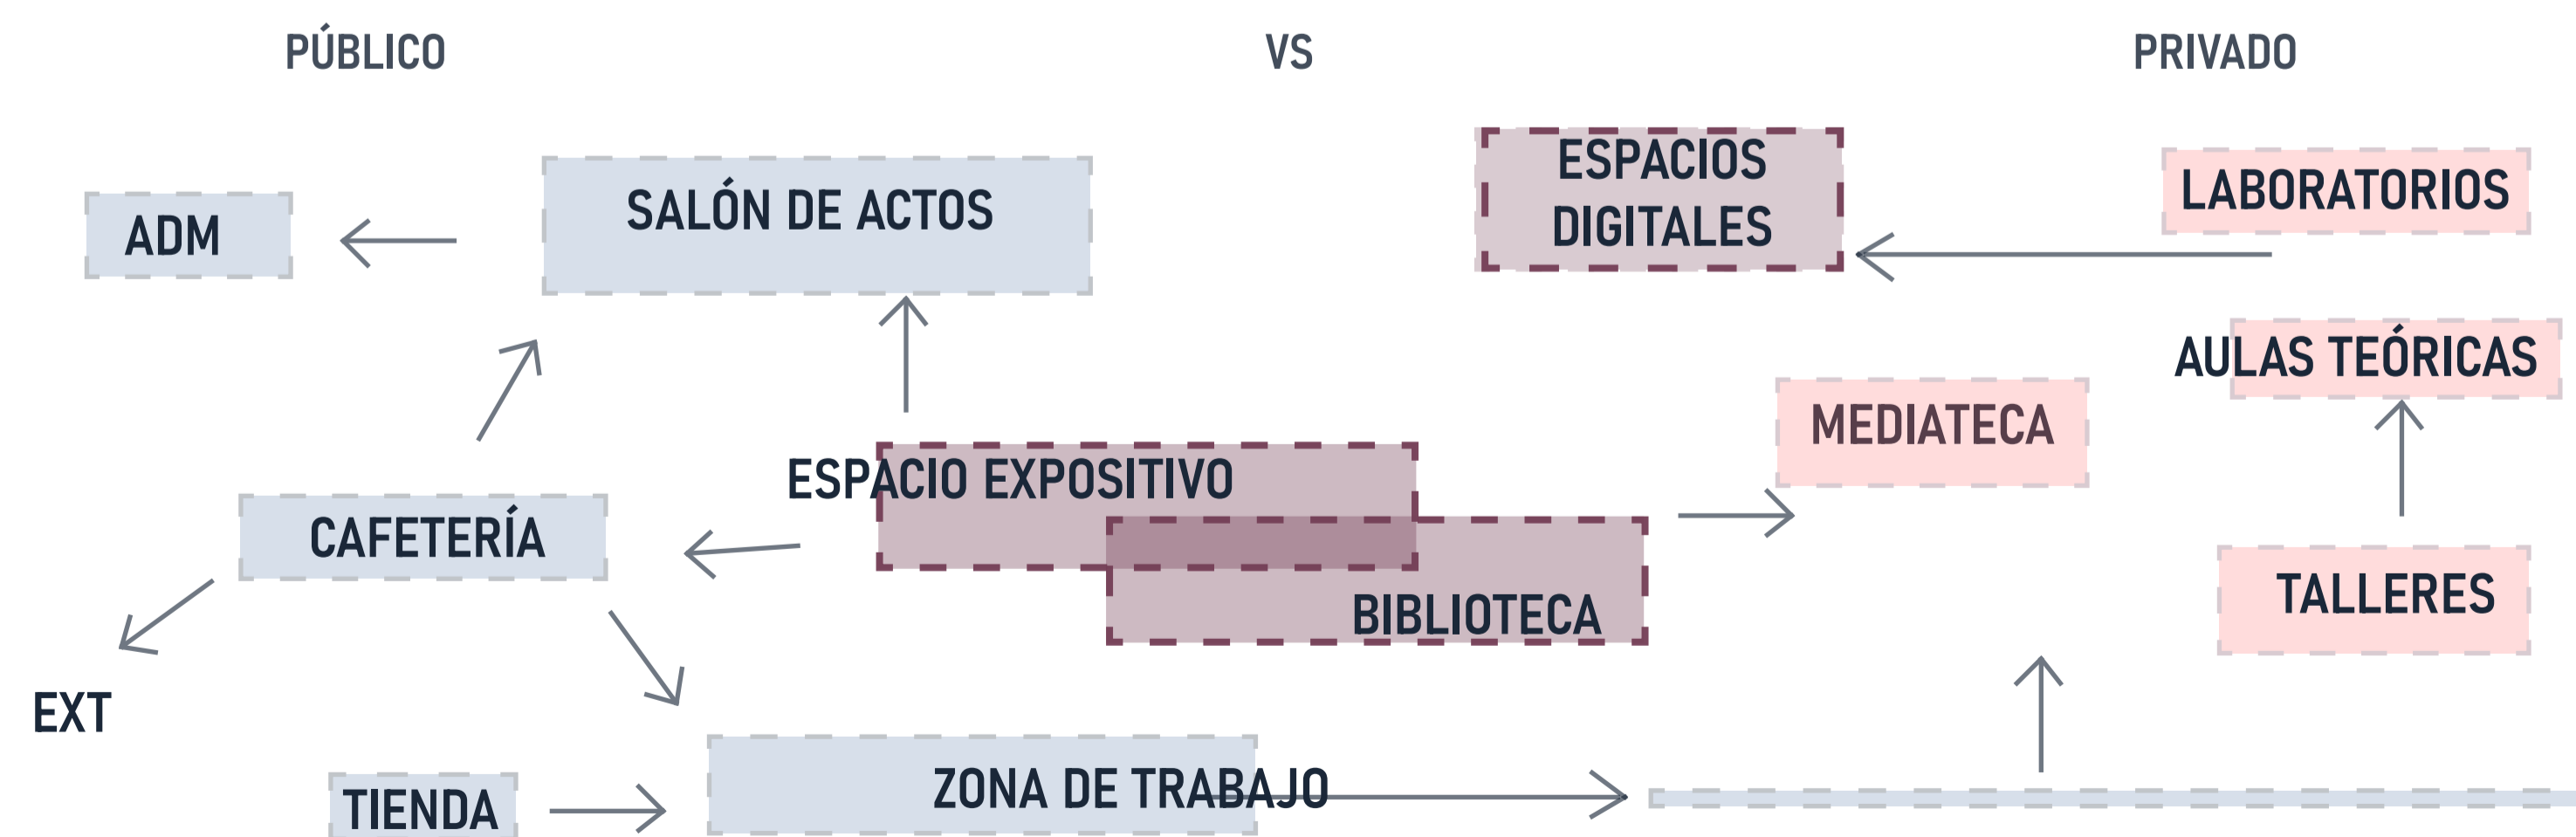 PÚBLICO VS PRIVADO
ESPACIOS
DIGITALES
LABORATORIOS
SALÓN DE ACTOS
ADM
AULAS TEÓRICAS
MEDIATECA
ESPACIO EXPOSITIVO
CAFETERÍA
TALLERES
BIBLIOTECA
EXT
ZONA DE TRABAJO
TIENDA